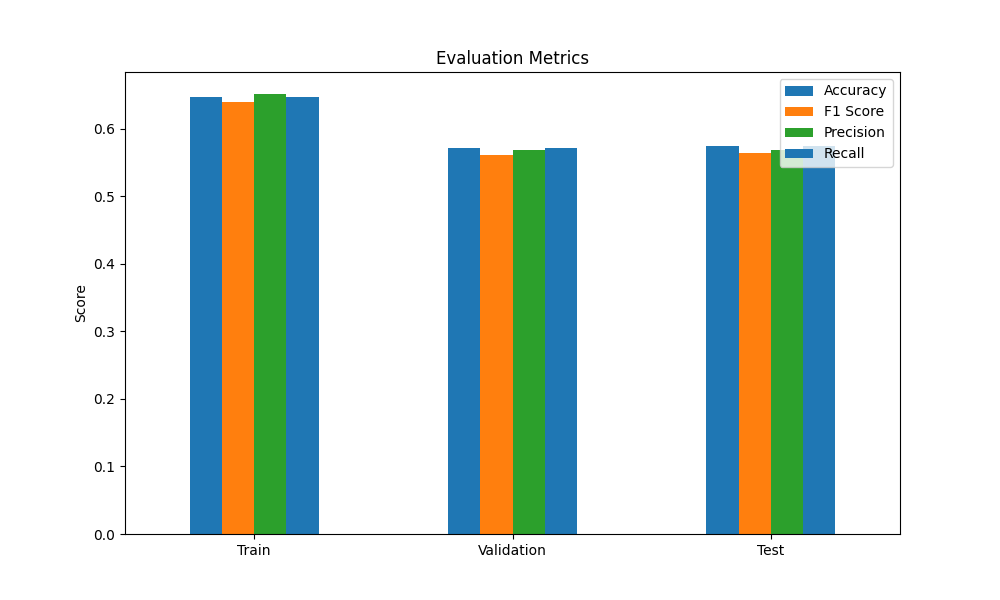 Evaluation Metrics
Accuracy
F1 Score
Precision
Recall
Score
0.6
0.5
0.4
0.3
0.2
0.1
0.0
Train
Validation
Test